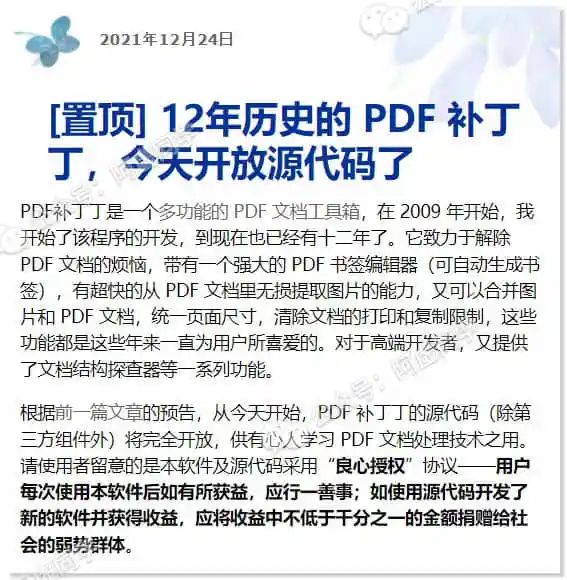 2021年12月24日
[置顶] 12年历史的 PDF 补丁
丁，今天开放源代码了
PDF补丁丁是一个多功能的 PDF 文档工具箱，在 2009 年开始，我
开始了该程序的开发，到现在也已经有十二年了。它致力于解除
PDF 文档的烦恼，带有一个强大的 PDF 书签编辑器（可自动生成书
签），有超快的从 PDF 文档里无损提取图片的能力，又可以合并图
片和 PDF 文档，统一页面尺寸，清除文档的打印和复制限制，这些
功能都是这些年来一直为用户所喜爱的。对于高端开发者，又提供
了文档结构探查器等一系列功能。
根据前一篇文章的预告，从今天开始，PDF 补丁丁的源代码（除第
三方组件外）将完全开放，供有心人学习 PDF 文档处理技术之用。
请使用者留意的是本软件及源代码采用“良心授权”协议——用户
每次使用本软件后如有所获益，应行一善事；如使用源代码开发了
新的软件并获得收益，应将收益中不低于千分之一的金额捐赠给社
会的弱势群体。